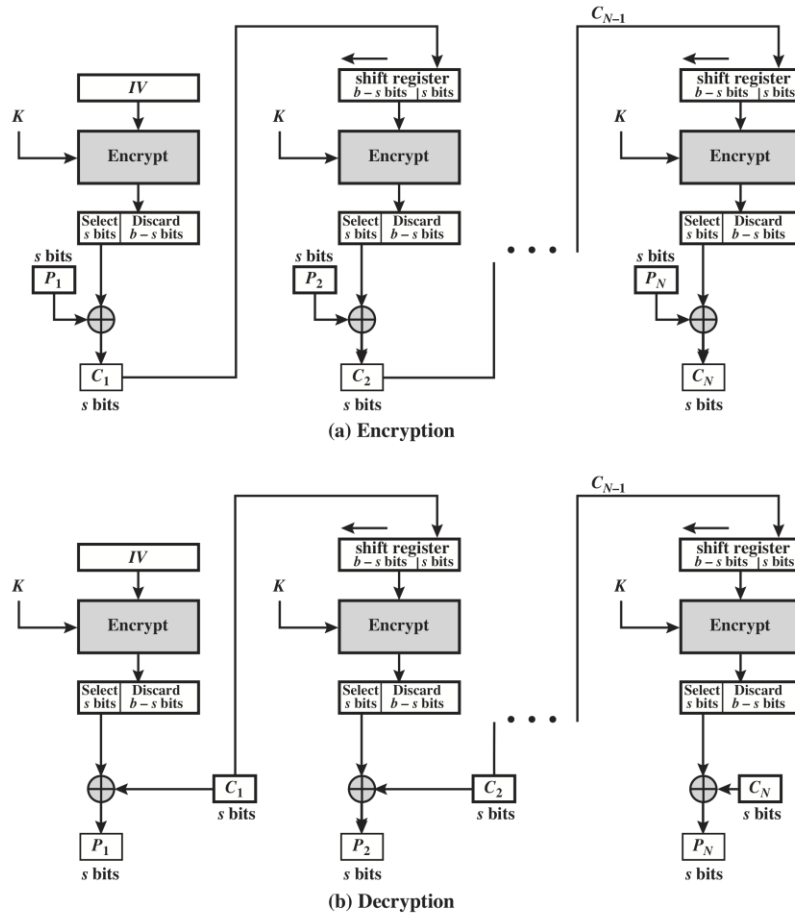 C_{N–1}
shift register
b – s bits | s bits
shift register
b – s bits | s bits
IV
K
K
K
Encrypt
Encrypt
Encrypt
Select Discard
s bits b – s bits
Select Discard
s bits b – s bits
Select Discard
s bits b – s bits
• • •
s bits
s bits
s bits
P_1
P_2
P_N
C_1
C_2
C_N
s bits
s bits
s bits
(a) Encryption
C_{N–1}
shift register
b – s bits | s bits
shift register
b – s bits | s bits
IV
K
K
K
Encrypt
Encrypt
Encrypt
Select Discard
s bits b – s bits
Select Discard
s bits b – s bits
Select Discard
s bits b – s bits
• • •
C_1
C_2
C_N
s bits
s bits
s bits
P_1
P_2
P_N
s bits
s bits
s bits
(b) Decryption